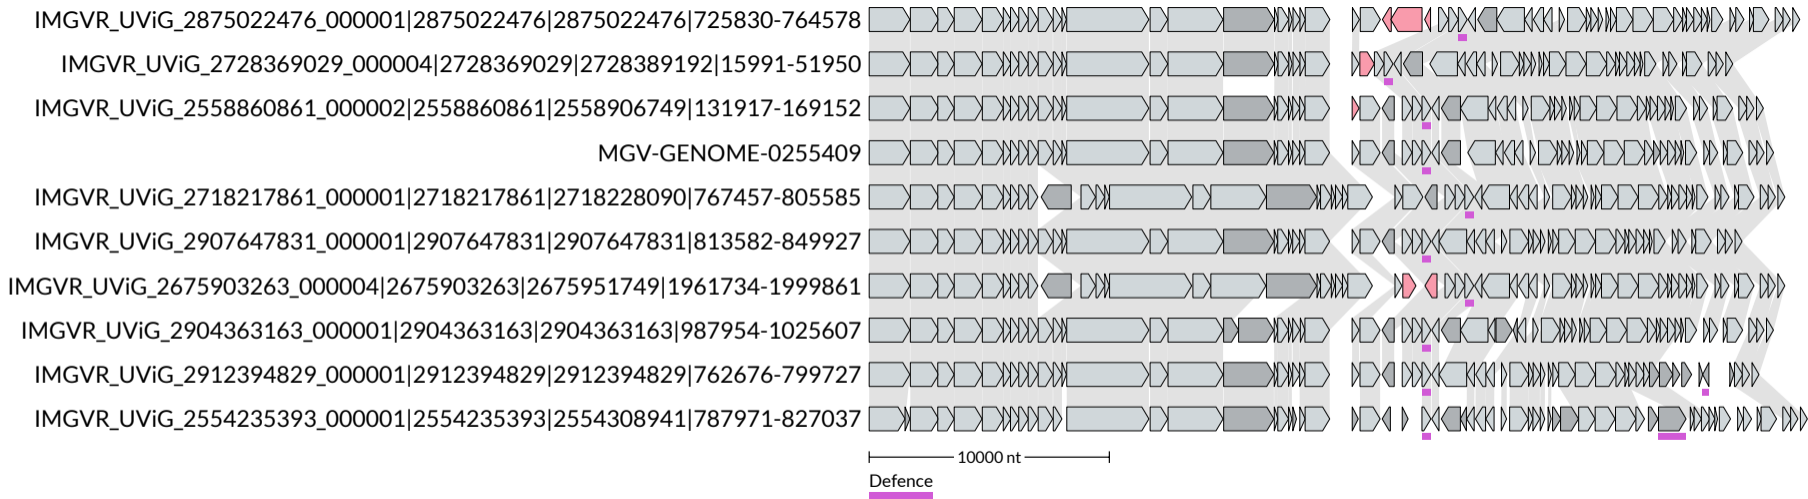 IMGVR_UViG_2875022476_000001|2875022476|2875022476|725830-764578
IMGVR_UViG_2728369029_000004|2728369029|2728389192|15991-51950
IMGVR_UViG_2558860861_000002|2558860861|2558906749|131917-169152
MGV-GENOME-0255409
IMGVR_UViG_2718217861_000001|2718217861|2718228090|767457-805585
IMGVR_UViG_2907647831_000001|2907647831|2907647831|813582-849927
IMGVR_UViG_2675903263_000004|2675903263|2675951749|1961734-1999861
IMGVR_UViG_2904363163_000001|2904363163|2904363163|987954-1025607
IMGVR_UViG_2912394829_000001|2912394829|2912394829|762676-799727
IMGVR_UViG_2554235393_000001|2554235393|2554308941|787971-827037
10000 nt
Defence